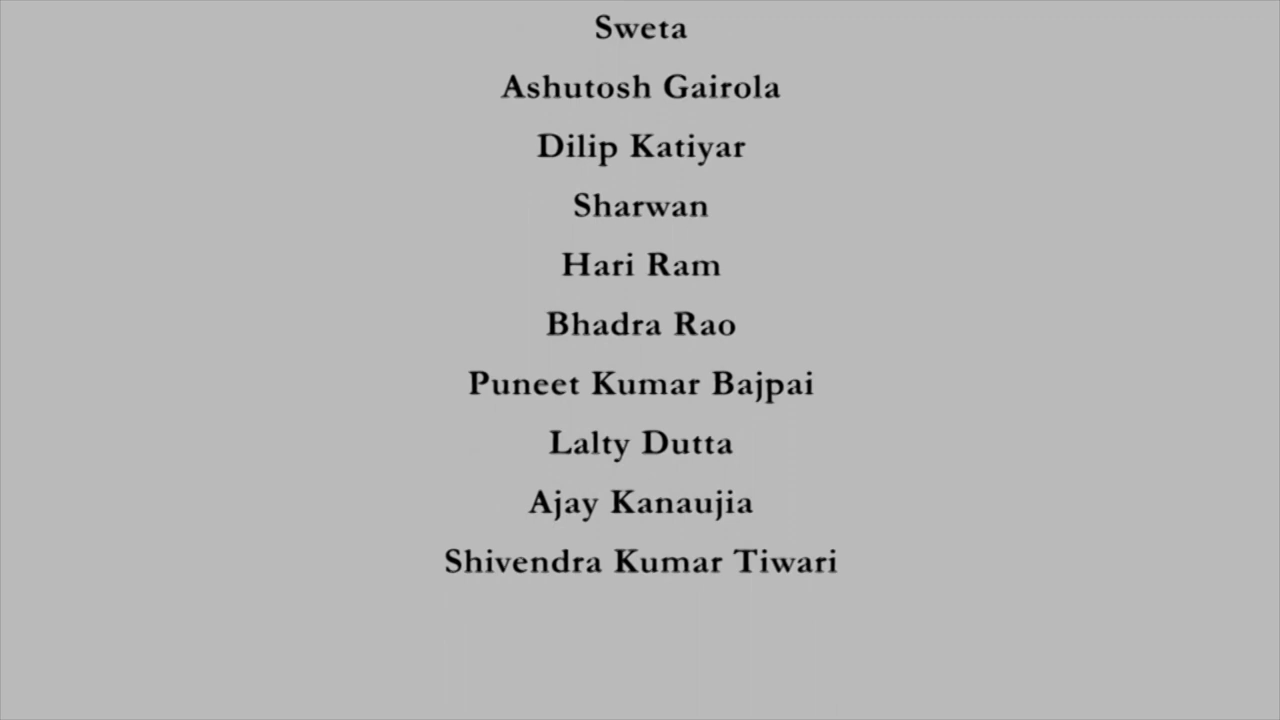 Sweta
Ashutosh Gairola
Dilip Katiyar
Sharwan
Hari Ram
Bhadra Rao
Puneet Kumar Bajpai
Lalty Dutta
Ajay Kanaujia
Shivendra Kumar Tiwari